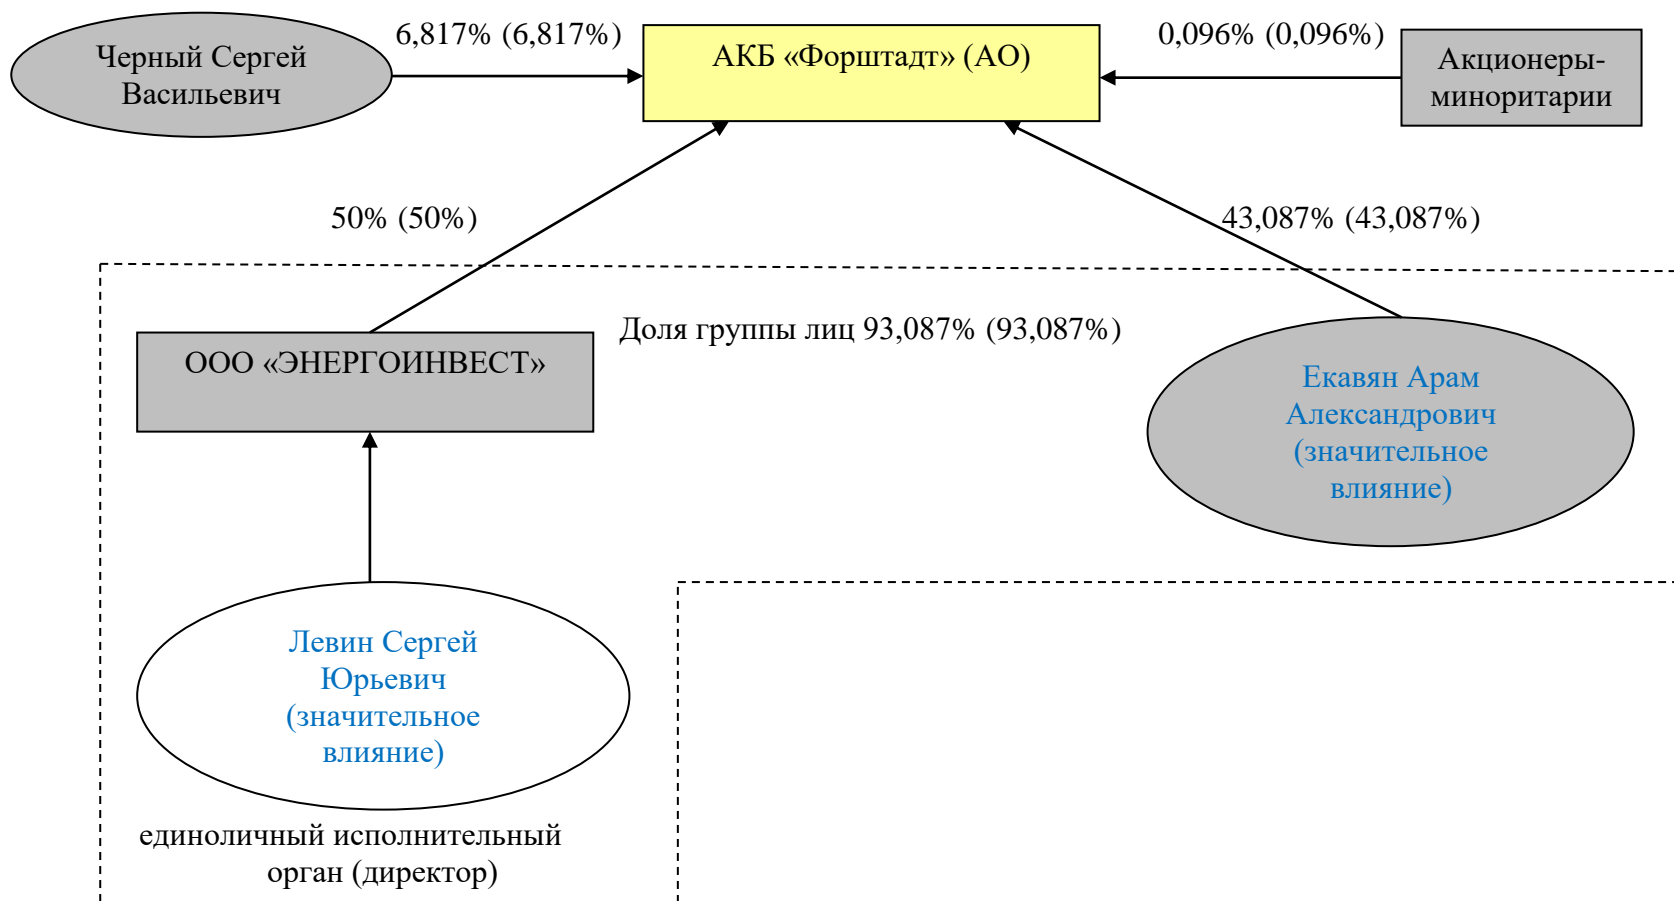 6,817% (6,817%)
0,096% (0,096%)
Черный Сергей
Васильевич
АКБ «Форштадт» (АО)
Акционеры-
миноритарии
50% (50%)
43,087% (43,087%)
Доля группы лиц 93,087% (93,087%)
ООО «ЭНЕРГОИНВЕСТ»
Екавян Арам
Александрович
(значительное
влияние)
Левин Сергей
Юрьевич
(значительное
влияние)
единоличный исполнительный
орган (директор)